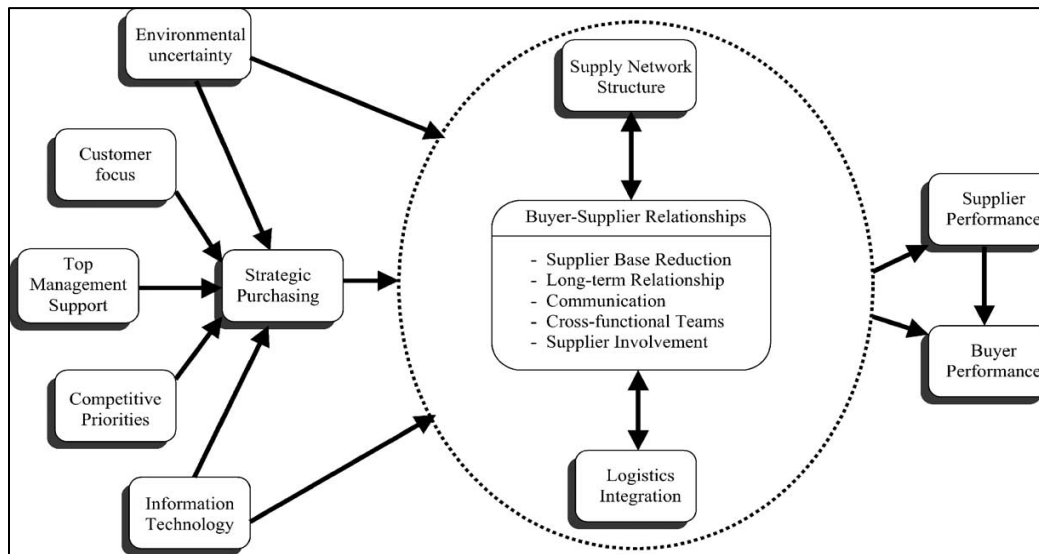 Environmental
uncertainty
Customer
focus
Top
Management
Support
Competitive
Priorities
Information
Technology
Strategic
Purchasing
Supply Network
Structure
Buyer-Supplier Relationships
- Supplier Base Reduction
- Long-term Relationship
- Communication
- Cross-functional Teams
- Supplier Involvement
Logistics
Integration
Supplier
Performance
Buyer
Performance